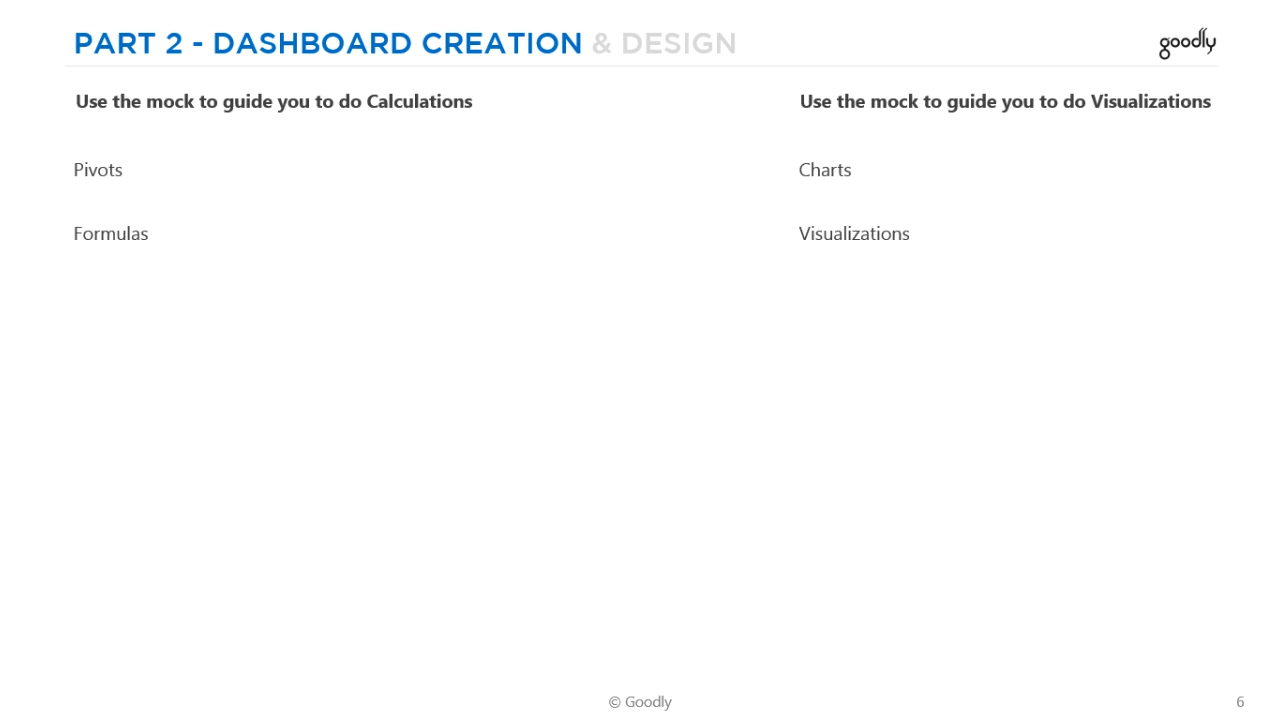 PART 2 - DASHBOARD CREATION & DESIGN
goodly
Use the mock to guide you to do Calculations
Pivots
Formulas
Use the mock to guide you to do Visualizations
Charts
Visualizations
© Goodly
6